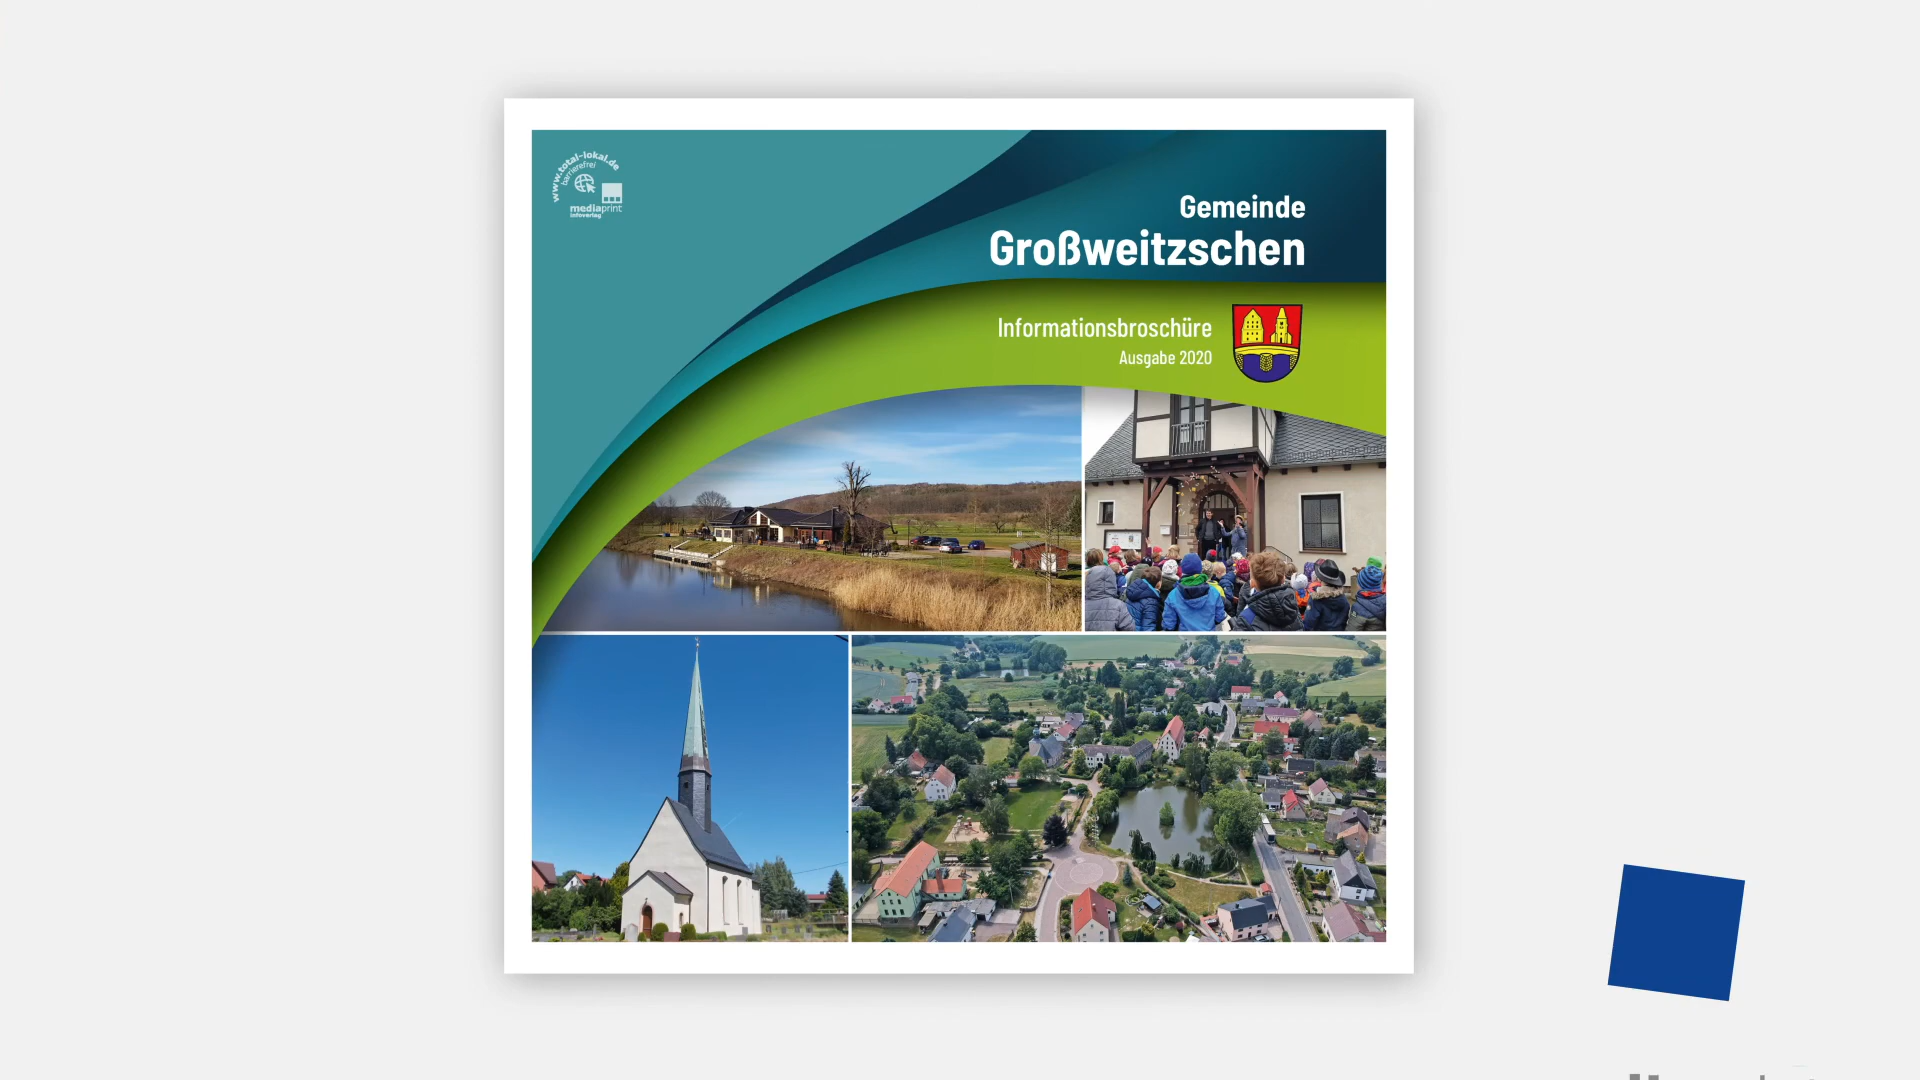 www.total-lokal.de
barrierefrei
mediaprint
infoverlag
Gemeinde
Großweitzschen
Informationsbroschüre
Ausgabe 2020